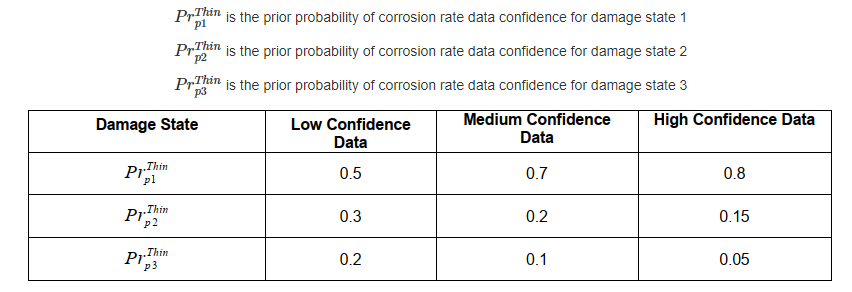 Pr_{p1}^{Thin} is the prior probability of corrosion rate data confidence for damage state 1
Pr_{p2}^{Thin} is the prior probability of corrosion rate data confidence for damage state 2
Pr_{p3}^{Thin} is the prior probability of corrosion rate data confidence for damage state 3
Damage State Low Confidence Data Medium Confidence Data High Confidence Data
Pr_{p1}^{Thin} 0.5 0.7 0.8
Pr_{p2}^{Thin} 0.3 0.2 0.15
Pr_{p3}^{Thin} 0.2 0.1 0.05